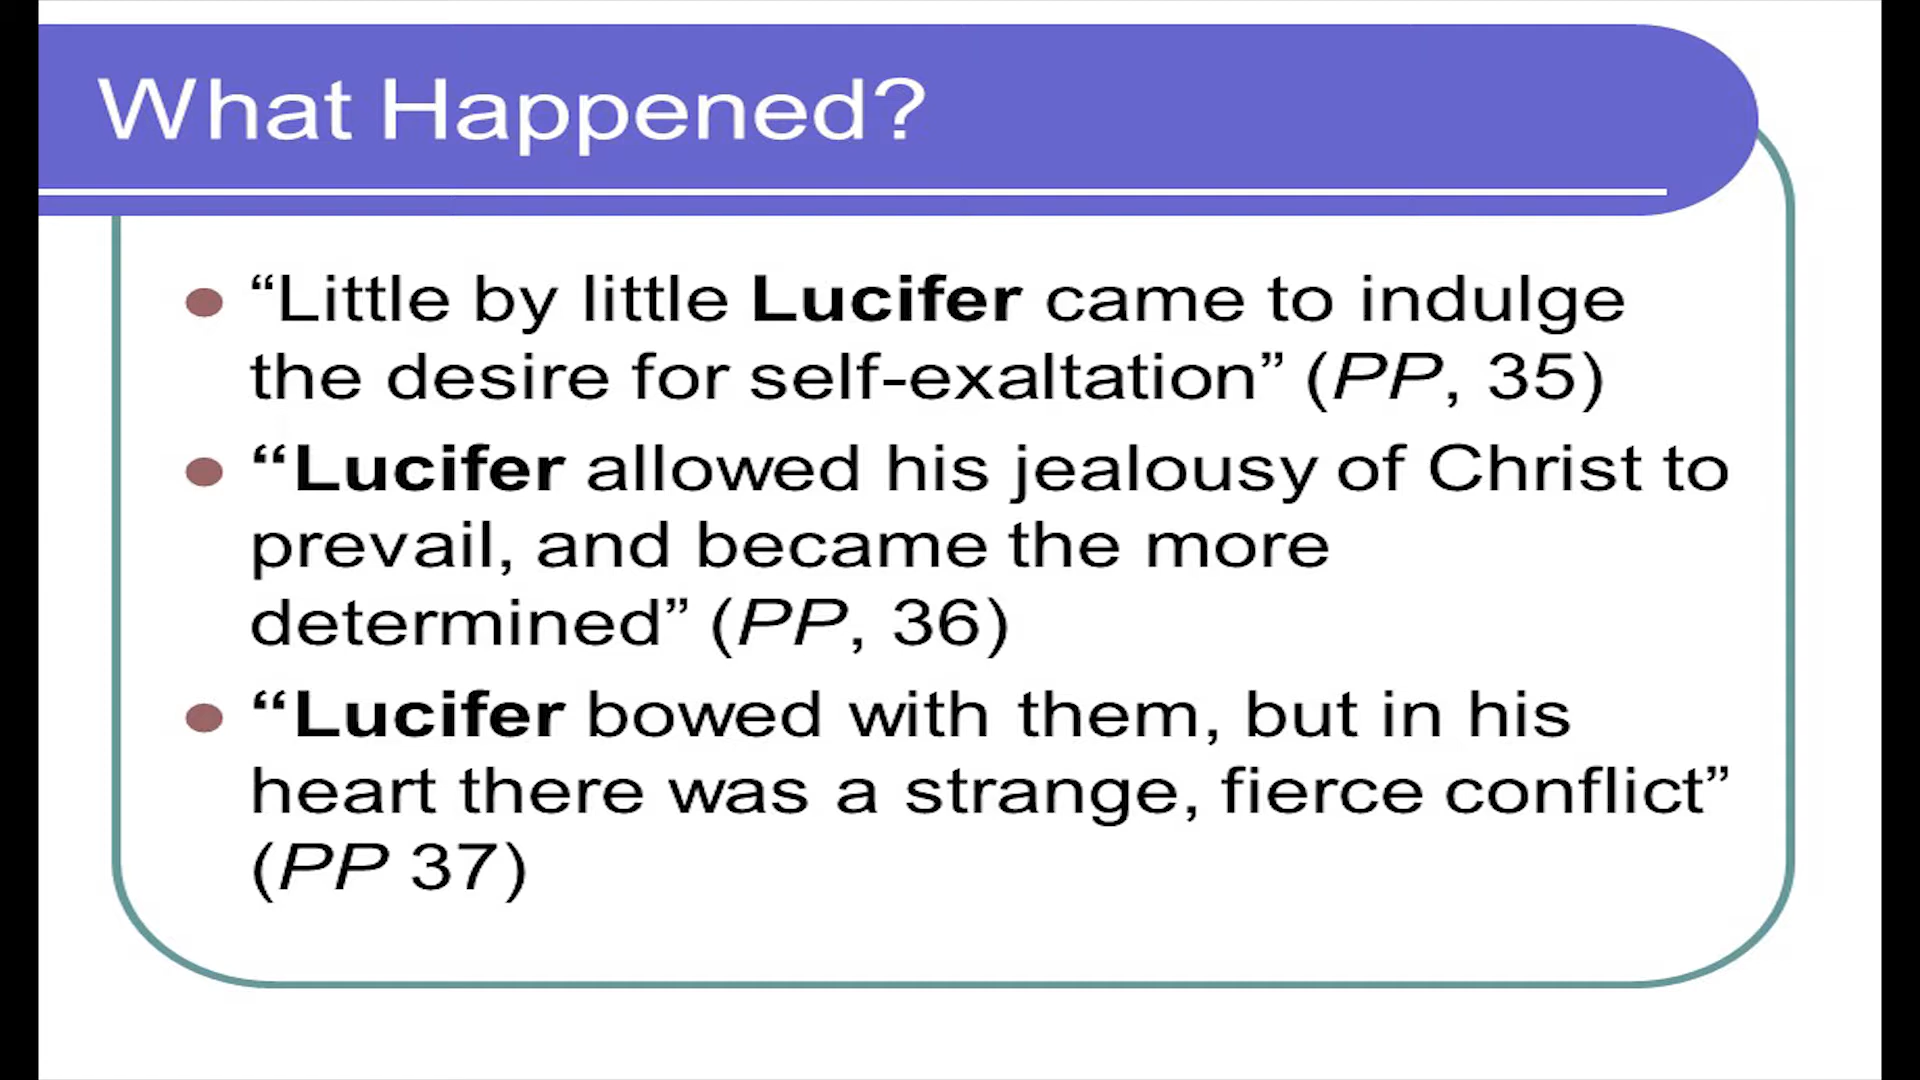 What Happened?
“Little by little Lucifer came to indulge
the desire for self-exaltation” (PP, 35)
“Lucifer allowed his jealousy of Christ to
prevail, and became the more
determined” (PP, 36)
“Lucifer bowed with them, but in his
heart there was a strange, fierce conflict”
(PP 37)